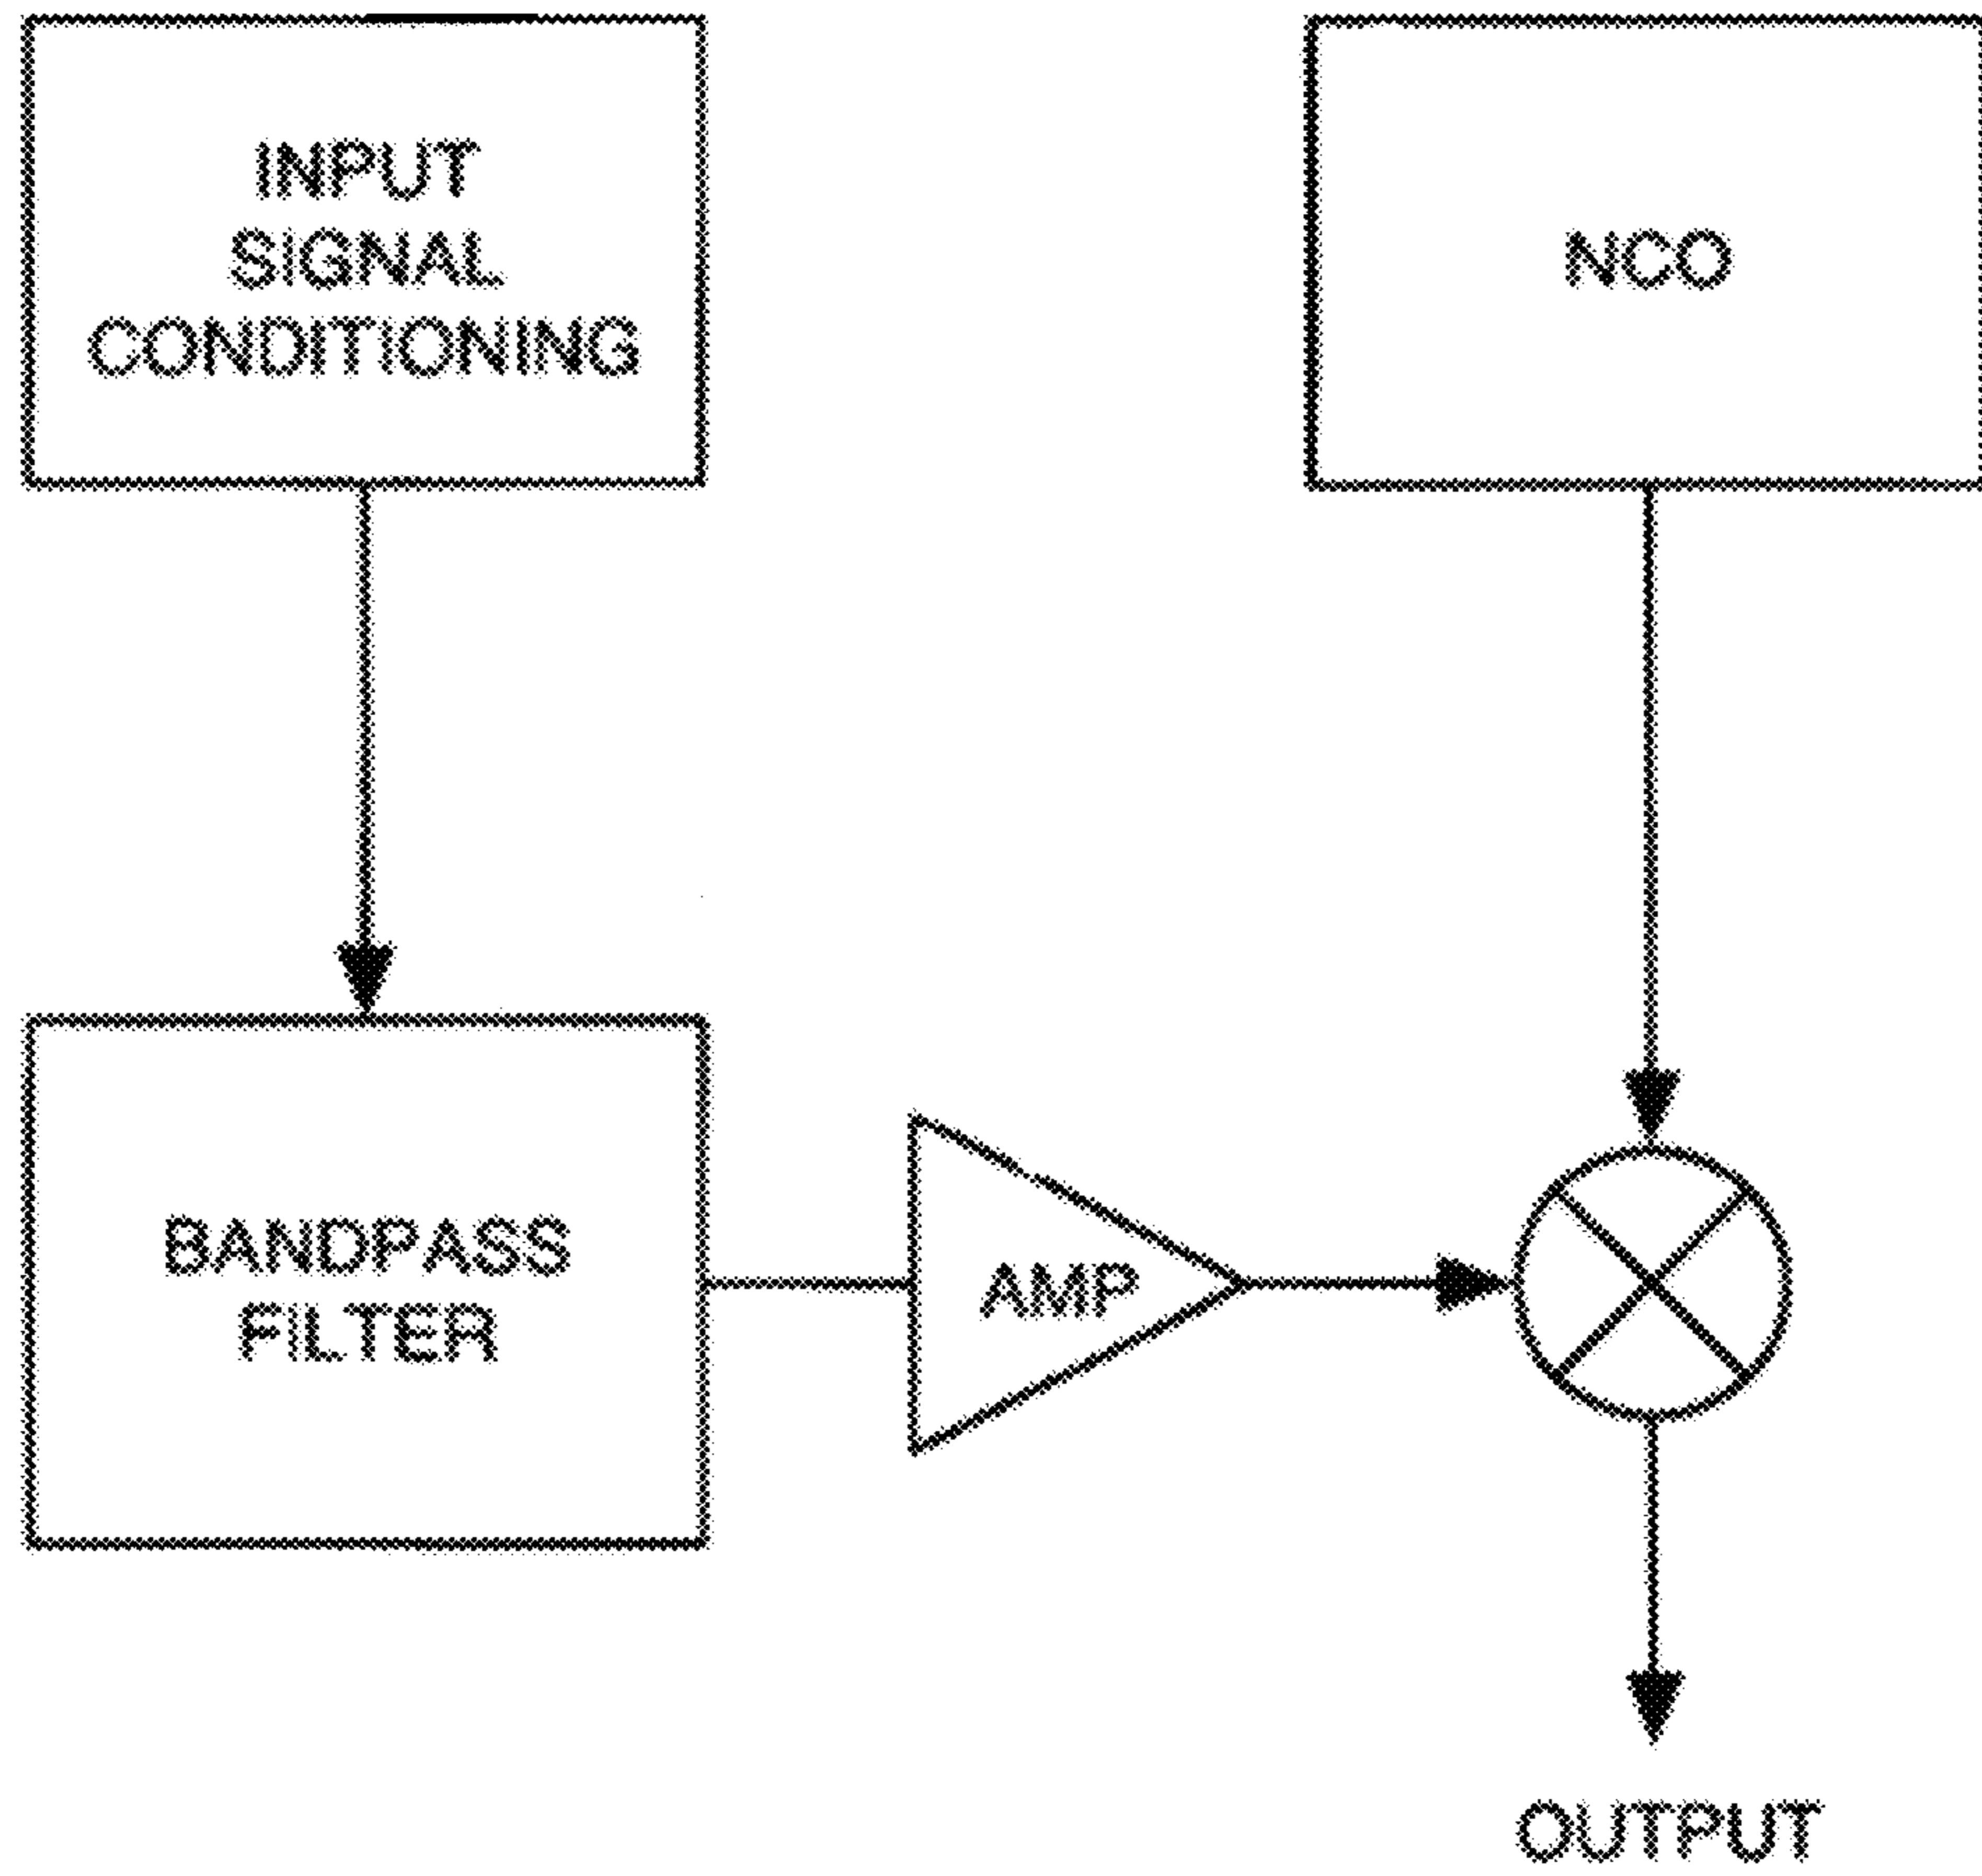 INPUT
SIGNAL
CONDITIONING
NCO
BANDPASS
FILTER
AMP
OUTPUT